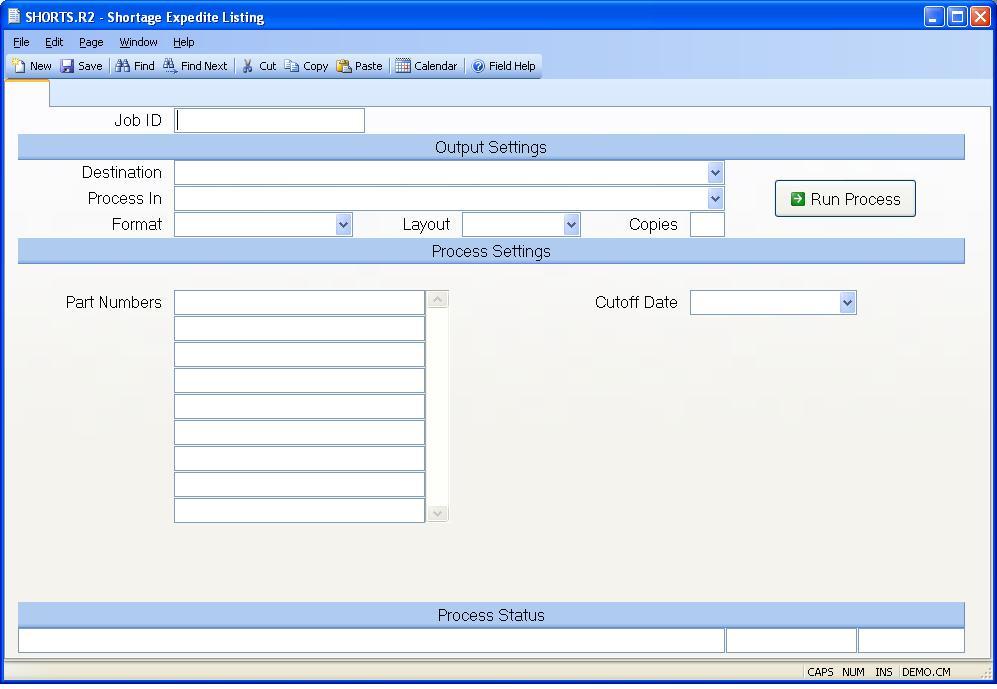 SHORTS.R2 - Shortage Expedite Listing
File Edit Page Window Help
New Save Find Find Next Cut Copy Paste Calendar Field Help
Job ID
Output Settings
Destination
Process In
Run Process
Format Layout Copies
Process Settings
Part Numbers Cutoff Date
Process Status
CAPS NUM INS DEMO.CM